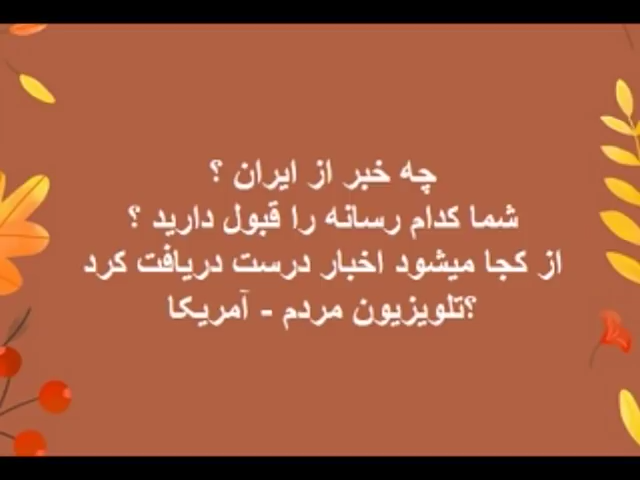 چه خبر از ایران ؟
شما کدام رسانه را قبول دارید ؟
از کجا میشود اخبار درست دریافت کرد
؟تلویزیون مردم - آمریکا